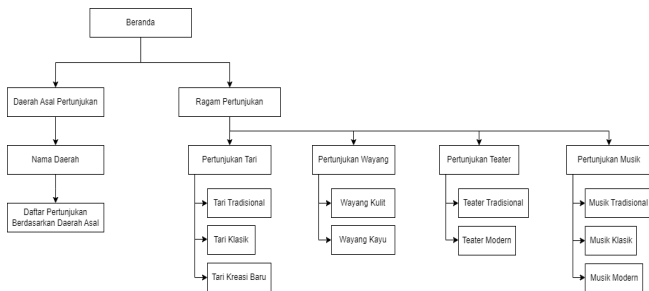 Beranda
Daerah Asal Pertunjukan
Ragam Pertunjukan
Nama Daerah
Pertunjukan Tari
Pertunjukan Wayang
Pertunjukan Teater
Pertunjukan Musik
Daftar Pertunjukan
Berdasarkan Daerah Asal
Tari Tradisional
Wayang Kulit
Teater Tradisional
Musik Tradisional
Tari Klasik
Wayang Kayu
Teater Modern
Musik Klasik
Tari Kreasi Baru
Musik Modern